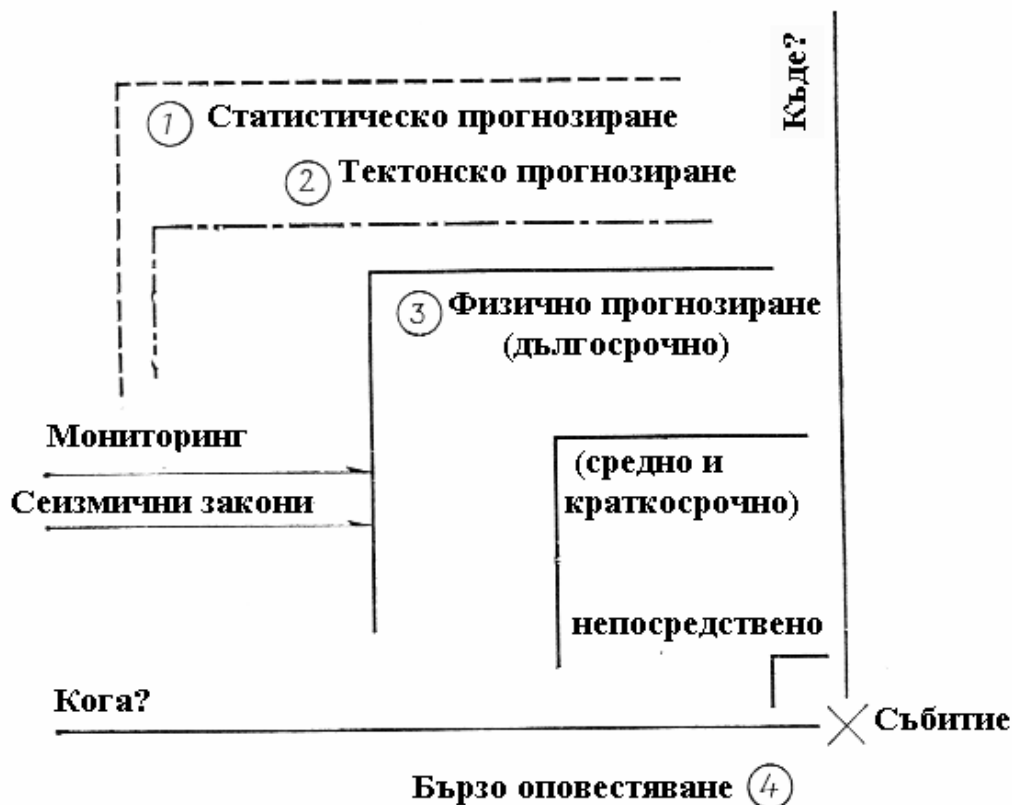 Къде?
1 Статистическо прогнозиране
2 Тектонско прогнозиране
3 Физично прогнозиране
(дългосрочно)
Мониторинг
(средно и
краткосрочно)
Сеизмични закони
непосредствено
Кога?
Събитие
Бързо оповестяване 4